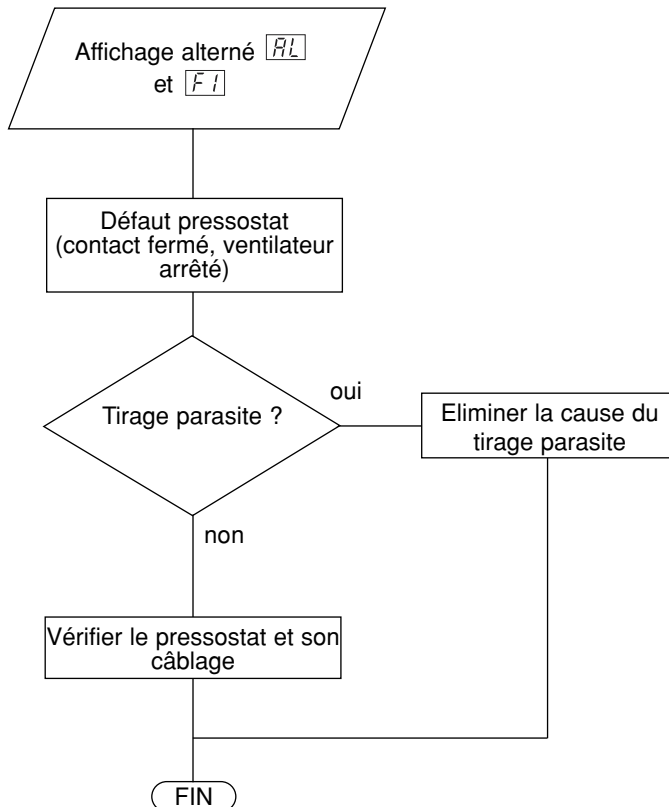 Affichage alterné AL
et F1
Défaut pressostat
(contact fermé, ventilateur
arrêté)
Tirage parasite ?
oui
Eliminer la cause du
tirage parasite
non
Vérifier le pressostat et son
câblage
FIN